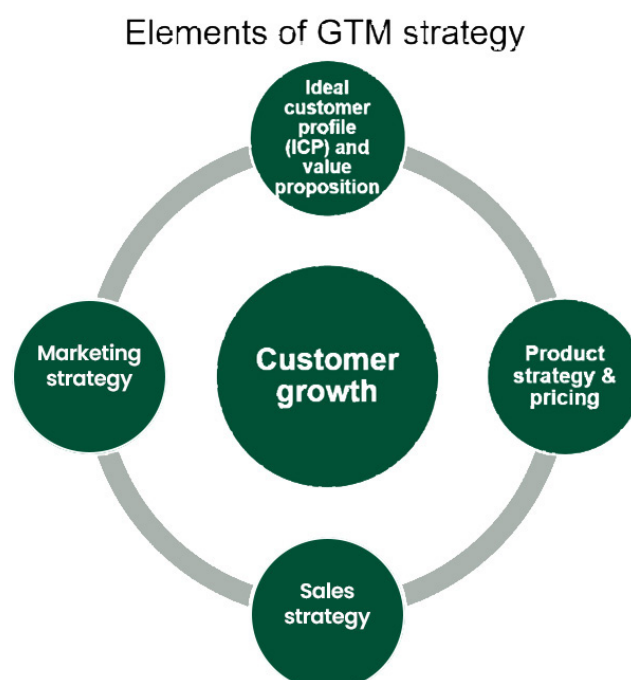 Elements of GTM strategy
Ideal
customer
profile
(ICP) and
value
proposition
Marketing
strategy
Customer
growth
Product
strategy &
pricing
Sales
strategy